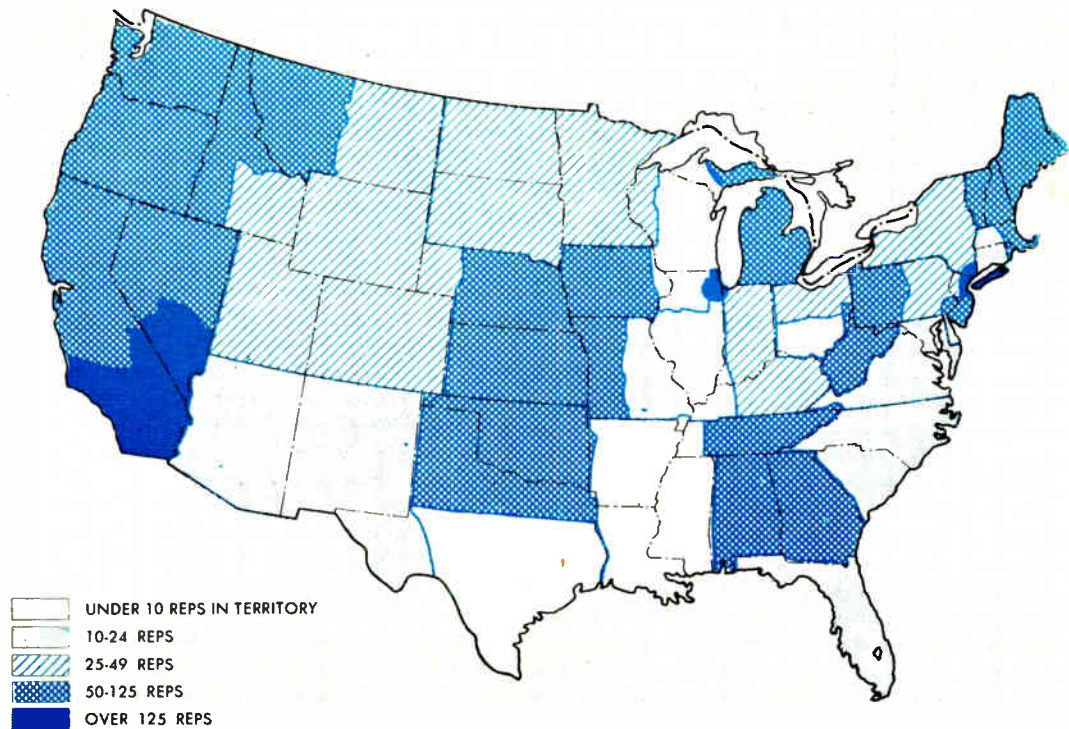 UNDER 10 REPS IN TERRITORY
10-24 REPS
25-49 REPS
50-125 REPS
OVER 125 REPS